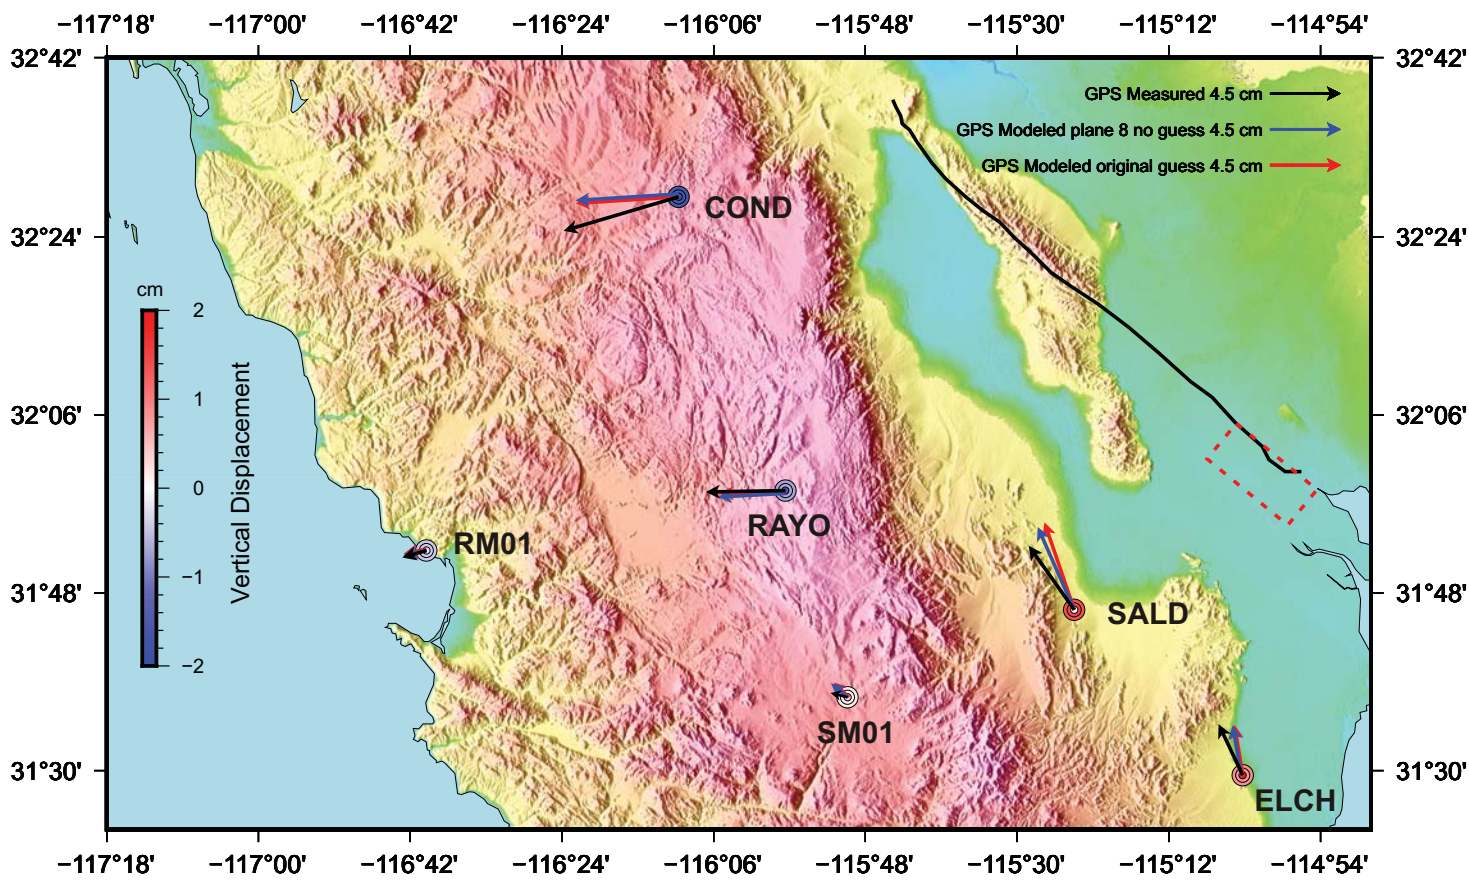 −117°18' −117°00' −116°42' −116°24' −116°06' −115°48' −115°30' −115°12' −114°54'
32°42' 32°42'
GPS Measured 4.5 cm
GPS Modeled plane 8 no guess 4.5 cm
GPS Modeled original guess 4.5 cm
COND
32°24' 32°24'
cm
2
1
0
−1
−2
Vertical Displacement
32°06' 32°06'
RAYO
RM01
31°48' 31°48'
SALD
SM01
31°30' 31°30'
ELCH
−117°18' −117°00' −116°42' −116°24' −116°06' −115°48' −115°30' −115°12' −114°54'